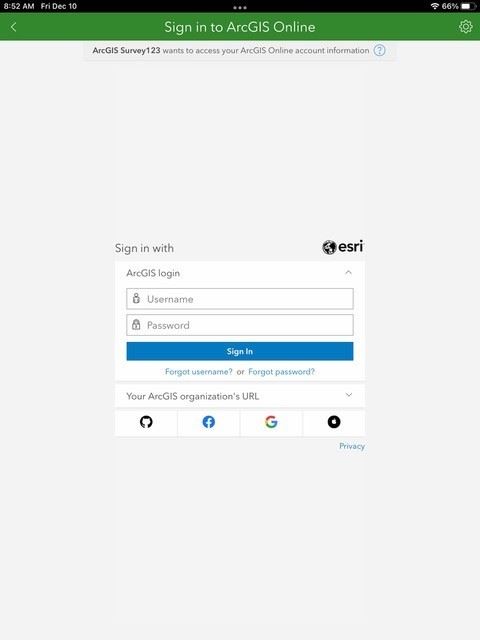 8:52 AM Fri Dec 10
66%
Sign in to ArcGIS Online
ArcGIS Survey123 wants to access your ArcGIS Online account information ?
Sign in with
esri
ArcGIS login
Username
Password
Sign In
Forgot username? or Forgot password?
Your ArcGIS organization's URL
Privacy